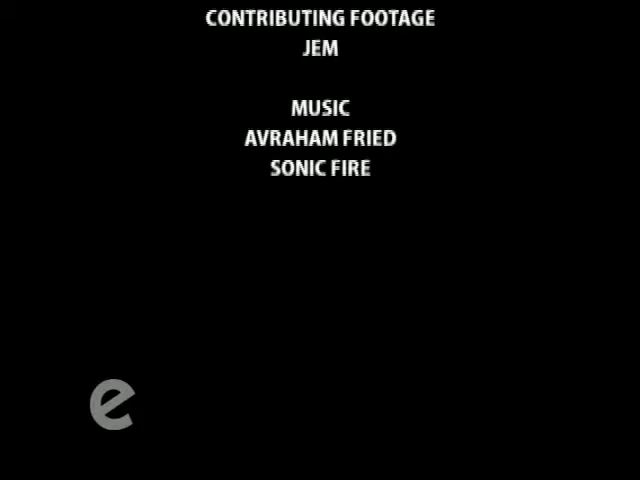 CONTRIBUTING FOOTAGE
JEM
MUSIC
AVRAHAM FRIED
SONIC FIRE
e